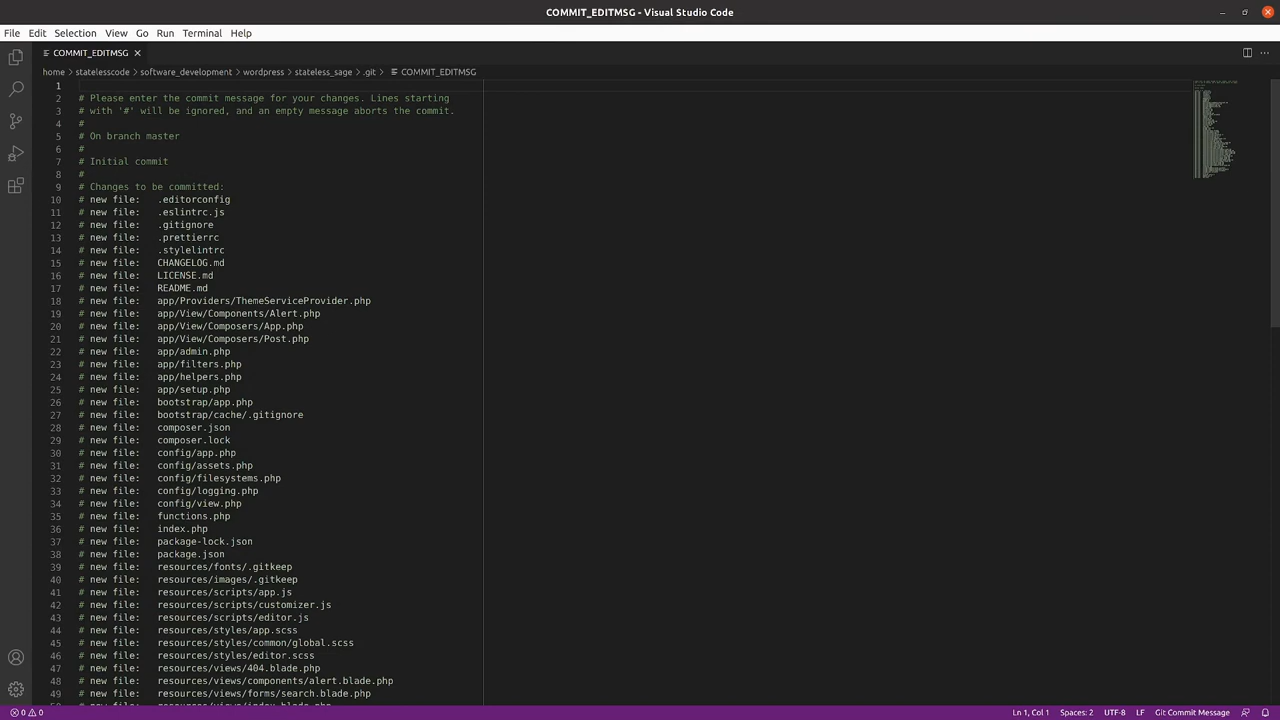 COMMIT_EDITMSG - Visual Studio Code
File Edit Selection View Go Run Terminal Help
COMMIT_EDITMSG
home > statelesscode > software_development > wordpress > stateless_sage > .git > COMMIT_EDITMSG
1
2 # Please enter the commit message for your changes. Lines starting
3 # with '#' will be ignored, and an empty message aborts the commit.
4 #
5 # On branch master
6 #
7 # Initial commit
8 #
9 # Changes to be committed:
10 # new file: .editorconfig
11 # new file: .eslintrc.js
12 # new file: .gitignore
13 # new file: .prettierrc
14 # new file: .stylelintrc
15 # new file: CHANGELOG.md
16 # new file: LICENSE.md
17 # new file: README.md
18 # new file: app/Providers/ThemeServiceProvider.php
19 # new file: app/View/Components/Alert.php
20 # new file: app/View/Composers/App.php
21 # new file: app/View/Composers/Post.php
22 # new file: app/admin.php
23 # new file: app/filters.php
24 # new file: app/helpers.php
25 # new file: app/setup.php
26 # new file: bootstrap/app.php
27 # new file: bootstrap/cache/.gitignore
28 # new file: composer.json
29 # new file: composer.lock
30 # new file: config/app.php
31 # new file: config/assets.php
32 # new file: config/filesystems.php
33 # new file: config/logging.php
34 # new file: config/view.php
35 # new file: functions.php
36 # new file: index.php
37 # new file: package-lock.json
38 # new file: package.json
39 # new file: resources/fonts/.gitkeep
40 # new file: resources/images/.gitkeep
41 # new file: resources/scripts/app.js
42 # new file: resources/scripts/customizer.js
43 # new file: resources/scripts/editor.js
44 # new file: resources/styles/app.scss
45 # new file: resources/styles/common/global.scss
46 # new file: resources/styles/editor.scss
47 # new file: resources/views/404.blade.php
48 # new file: resources/views/components/alert.blade.php
49 # new file: resources/views/forms/search.blade.php
50 # new file: resources/views/index.blade.php
0 0 Ln 1, Col 1 Spaces: 2 UTF-8 LF Git Commit Message